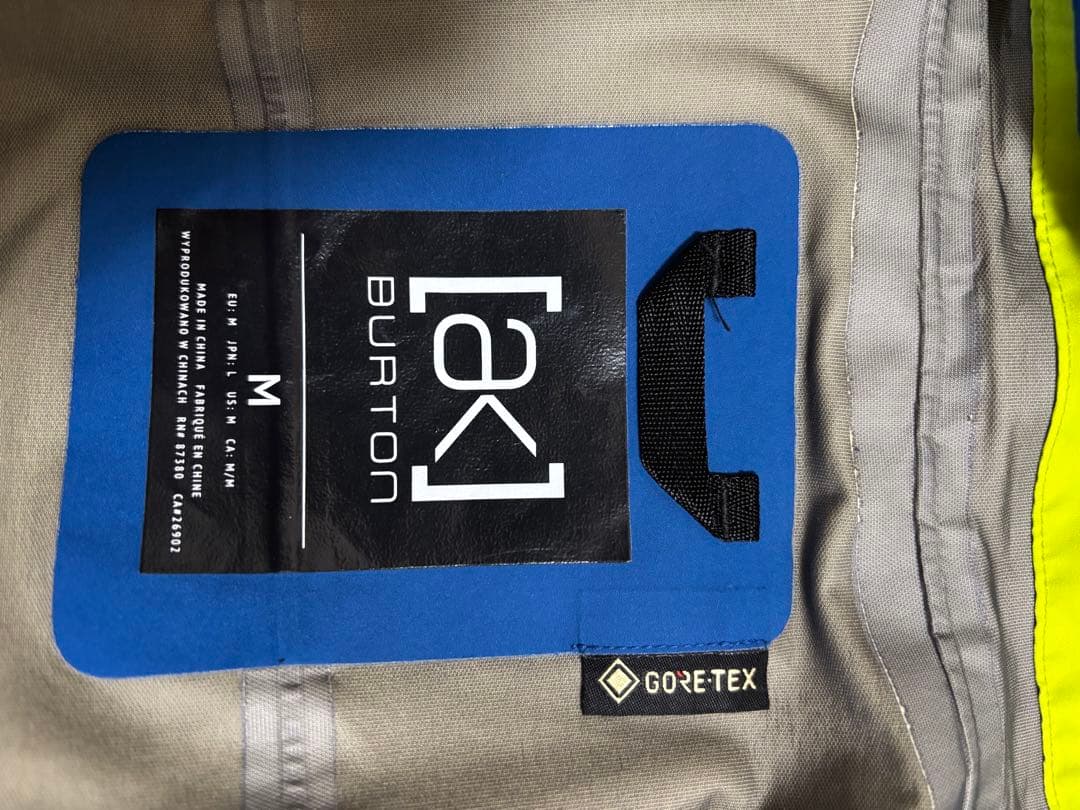 [ak]
BURTON
M
EU: M JPN: L US: M CA: M/M
MADE IN CHINA FABRIQUÉ EN CHINE
WYPRODUKOWANO W CHINACH RN# 87380 CA#26902
GORE-TEX